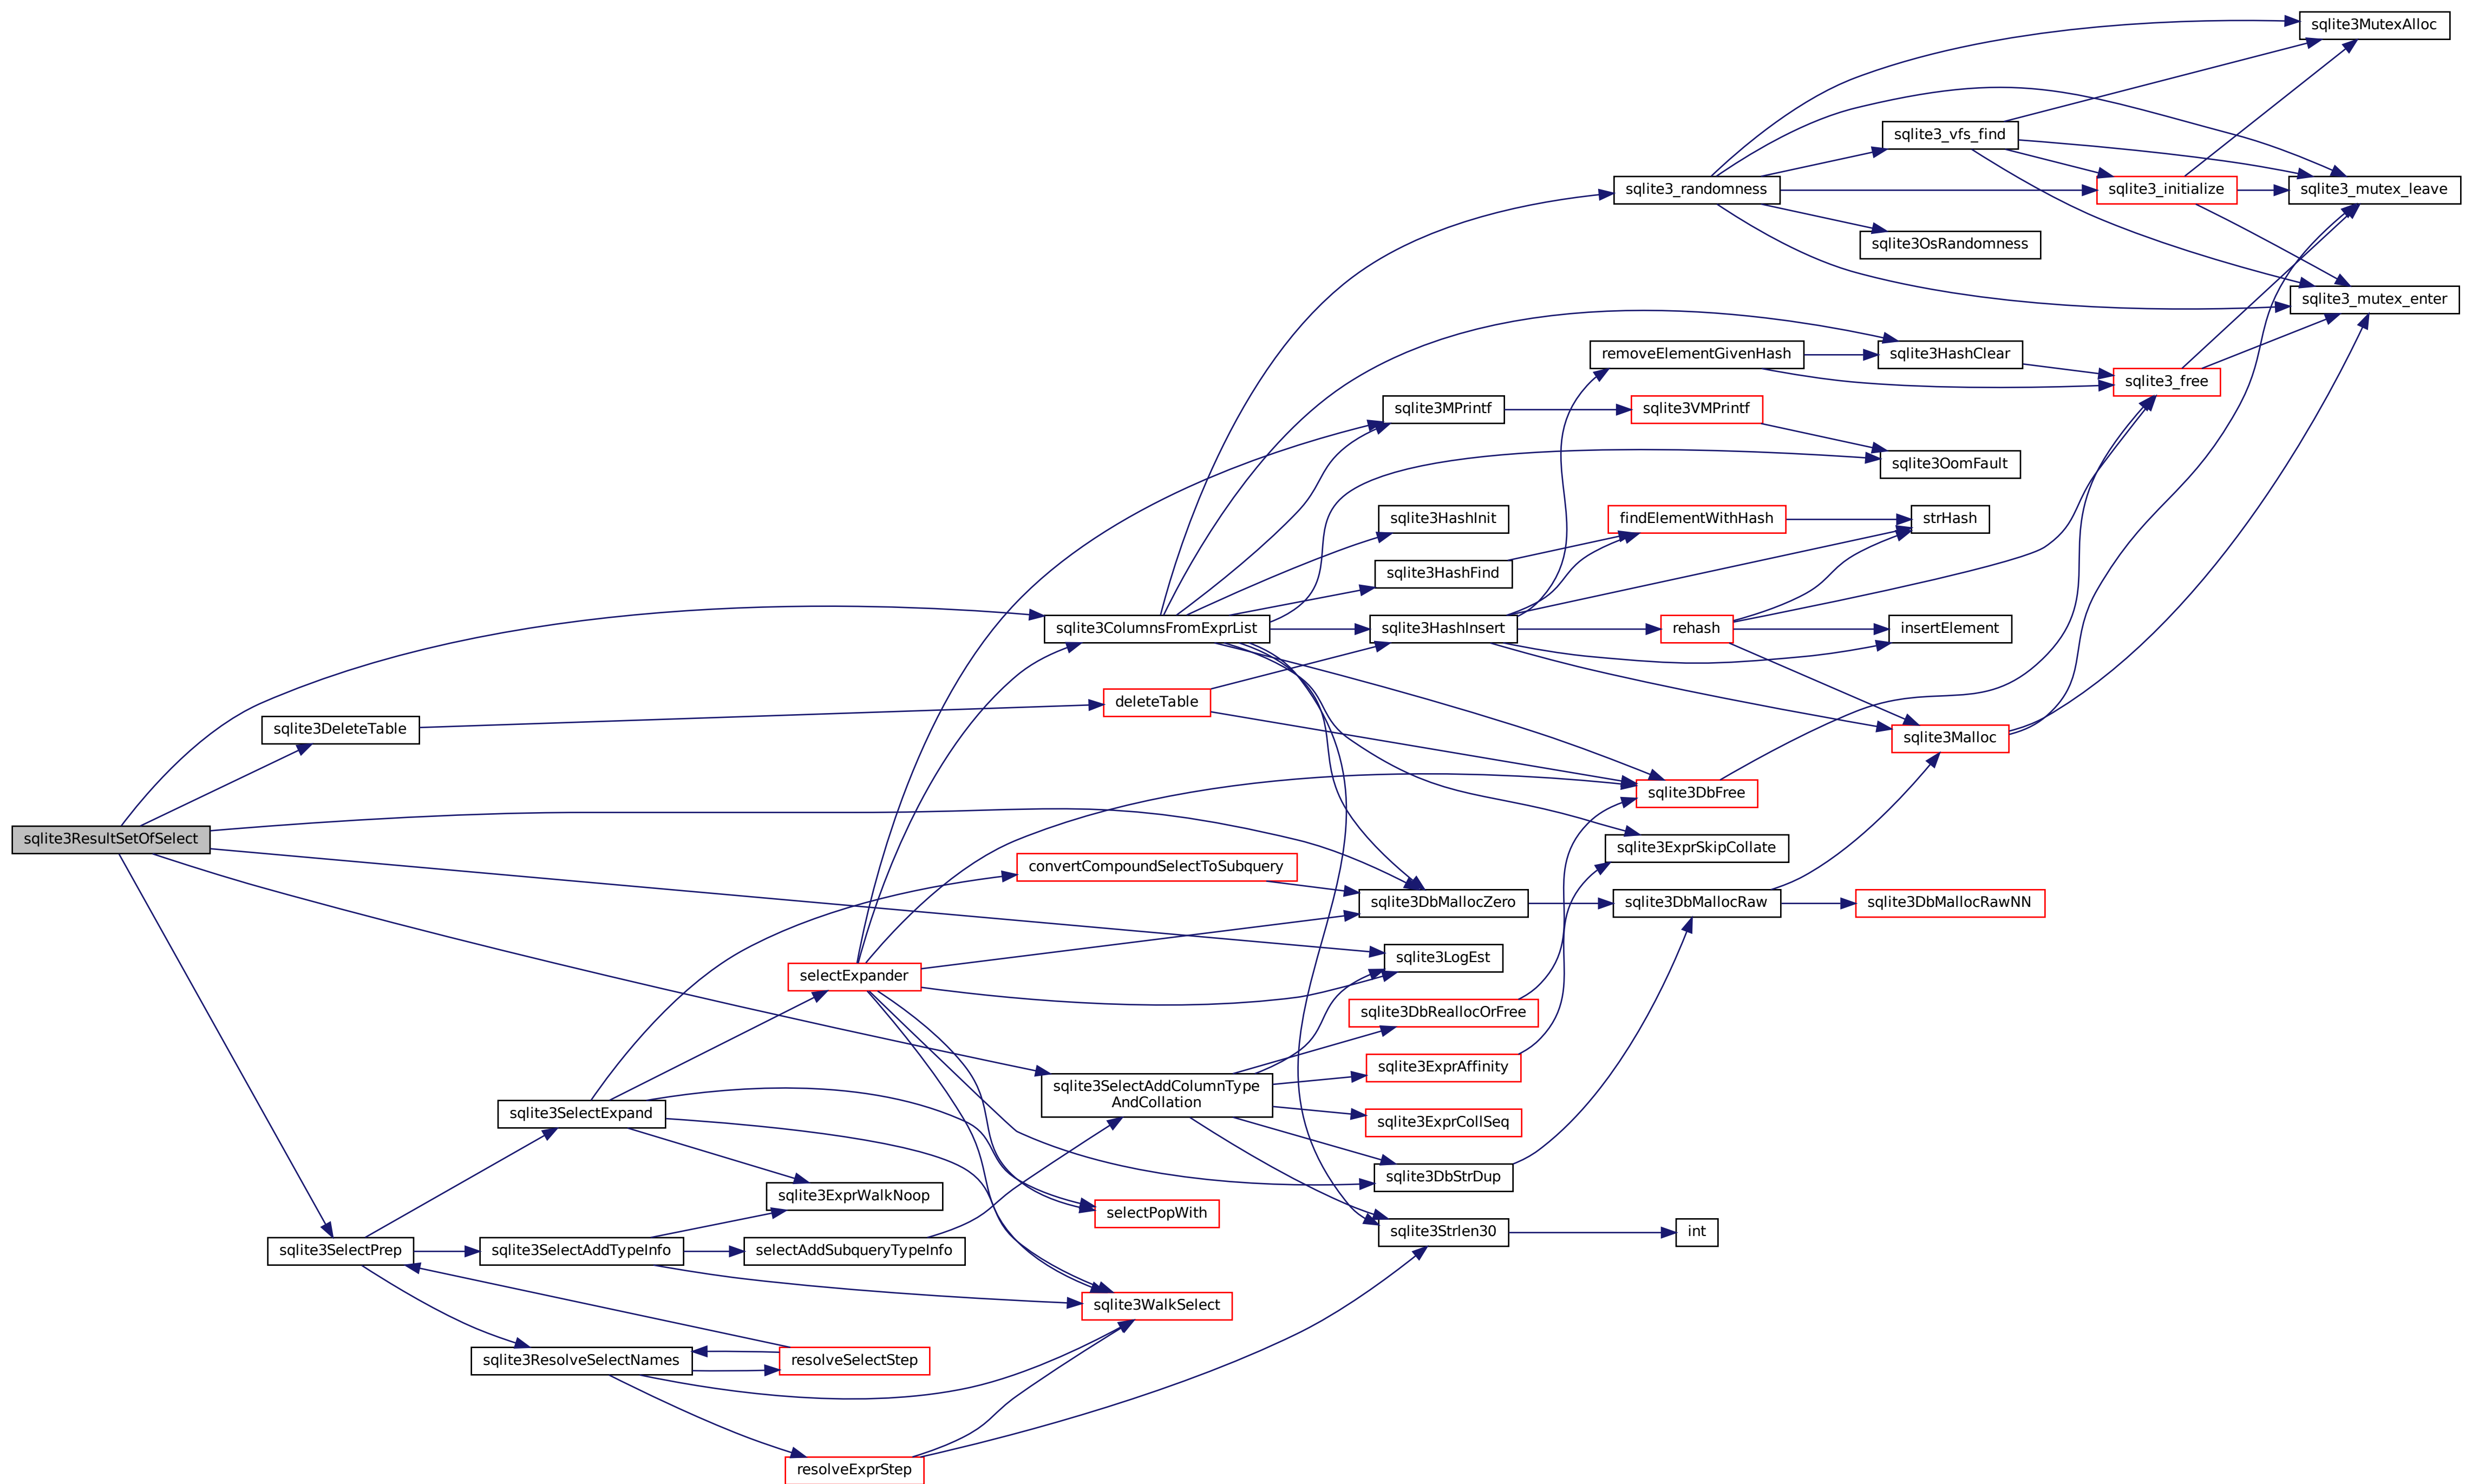 sqlite3MutexAlloc
sqlite3_vfs_find
sqlite3_randomness
sqlite3_initialize
sqlite3_mutex_leave
sqlite3OsRandomness
sqlite3_mutex_enter
removeElementGivenHash
sqlite3HashClear
sqlite3_free
sqlite3MPrintf
sqlite3VMPrintf
sqlite3OomFault
sqlite3HashInit
findElementWithHash
strHash
sqlite3HashFind
sqlite3ColumnsFromExprList
sqlite3HashInsert
rehash
insertElement
deleteTable
sqlite3DeleteTable
sqlite3Malloc
sqlite3DbFree
sqlite3ResultSetOfSelect
sqlite3ExprSkipCollate
convertCompoundSelectToSubquery
sqlite3DbMallocZero
sqlite3DbMallocRaw
sqlite3DbMallocRawNN
sqlite3LogEst
selectExpander
sqlite3DbReallocOrFree
sqlite3ExprAffinity
sqlite3SelectAddColumnType
AndCollation
sqlite3SelectExpand
sqlite3ExprCollSeq
sqlite3DbStrDup
sqlite3ExprWalkNoop
selectPopWith
sqlite3Strlen30
int
sqlite3SelectPrep
sqlite3SelectAddTypeInfo
selectAddSubqueryTypeInfo
sqlite3WalkSelect
sqlite3ResolveSelectNames
resolveSelectStep
resolveExprStep